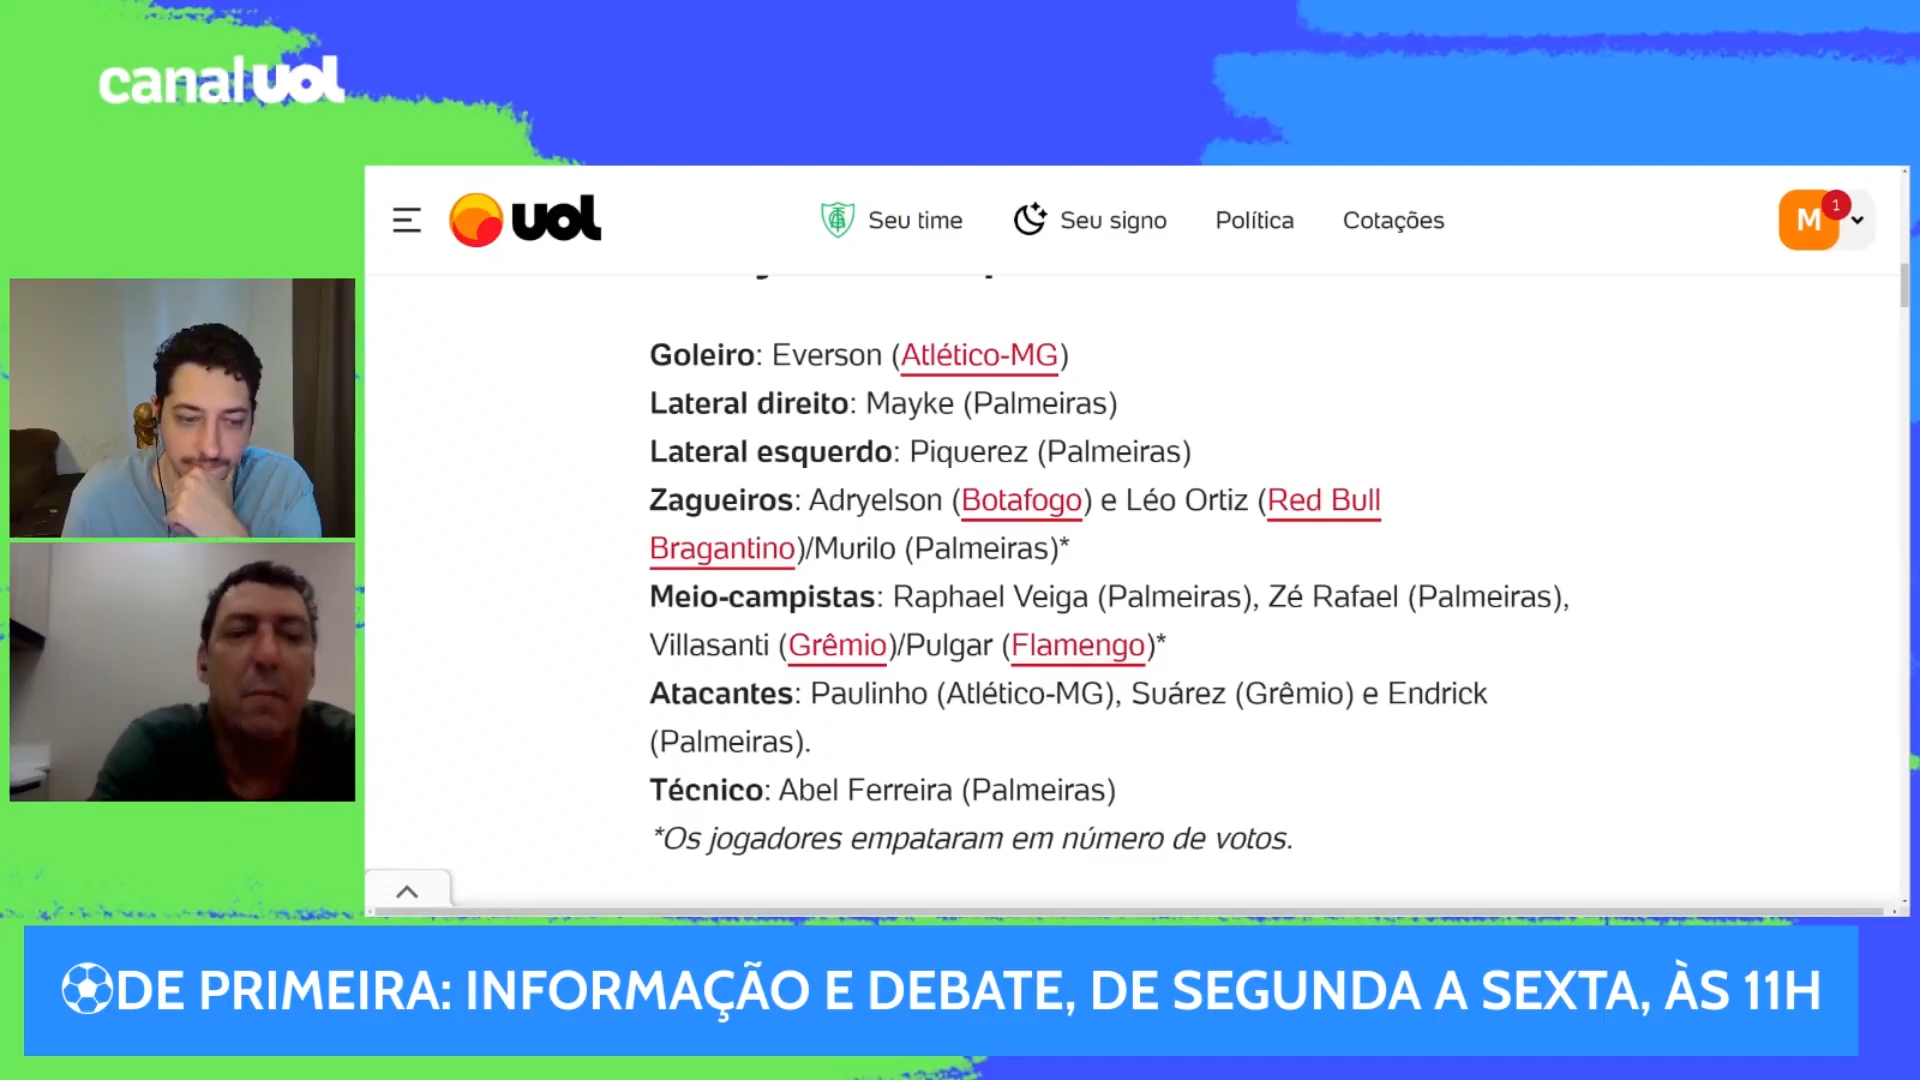 canal uol
uol
Seu time
Seu signo
Política
Cotações
M
1
Goleiro: Everson (Atlético-MG)
Lateral direito: Mayke (Palmeiras)
Lateral esquerdo: Piquerez (Palmeiras)
Zagueiros: Adryelson (Botafogo) e Léo Ortiz (Red Bull
Bragantino)/Murilo (Palmeiras)*
Meio-campistas: Raphael Veiga (Palmeiras), Zé Rafael (Palmeiras),
Villasanti (Grêmio)/Pulgar (Flamengo)*
Atacantes: Paulinho (Atlético-MG), Suárez (Grêmio) e Endrick
(Palmeiras).
Técnico: Abel Ferreira (Palmeiras)
*Os jogadores empataram em número de votos.
DE PRIMEIRA: INFORMAÇÃO E DEBATE, DE SEGUNDA A SEXTA, ÀS 11H